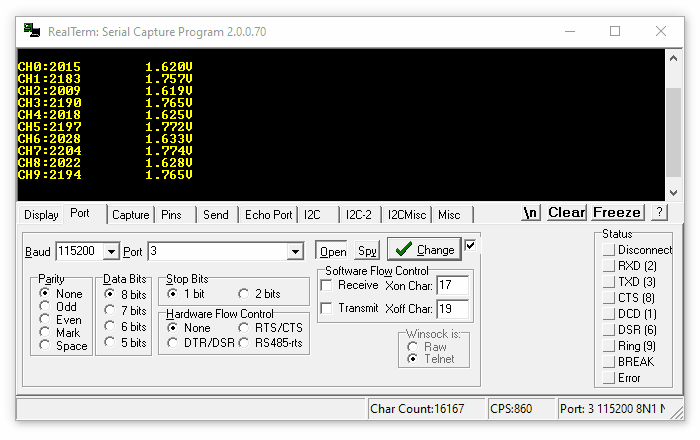 RealTerm: Serial Capture Program 2.0.0.70
CH0:2015 1.620V
CH1:2183 1.757V
CH2:2009 1.619V
CH3:2190 1.765V
CH4:2018 1.625V
CH5:2197 1.772V
CH6:2028 1.633V
CH7:2204 1.774V
CH8:2022 1.628V
CH9:2194 1.765V
Display Port Capture Pins Send Echo Port I2C I2C-2 I2CMisc Misc \n Clear Freeze ?
Baud 115200 Port 3 Open Spy Change
Parity
None
Odd
Even
Mark
Space
Data Bits
8 bits
7 bits
6 bits
5 bits
Stop Bits
1 bit 2 bits
Hardware Flow Control
None RTS/CTS
DTR/DSR RS485-rts
Software Flow Control
Receive Xon Char: 17
Transmit Xoff Char: 19
Winsock is:
Raw
Telnet
Status
Disconnect
RXD (2)
TXD (3)
CTS (8)
DCD (1)
DSR (6)
Ring (9)
BREAK
Error
Char Count:16167 CPS:860 Port: 3 115200 8N1 N